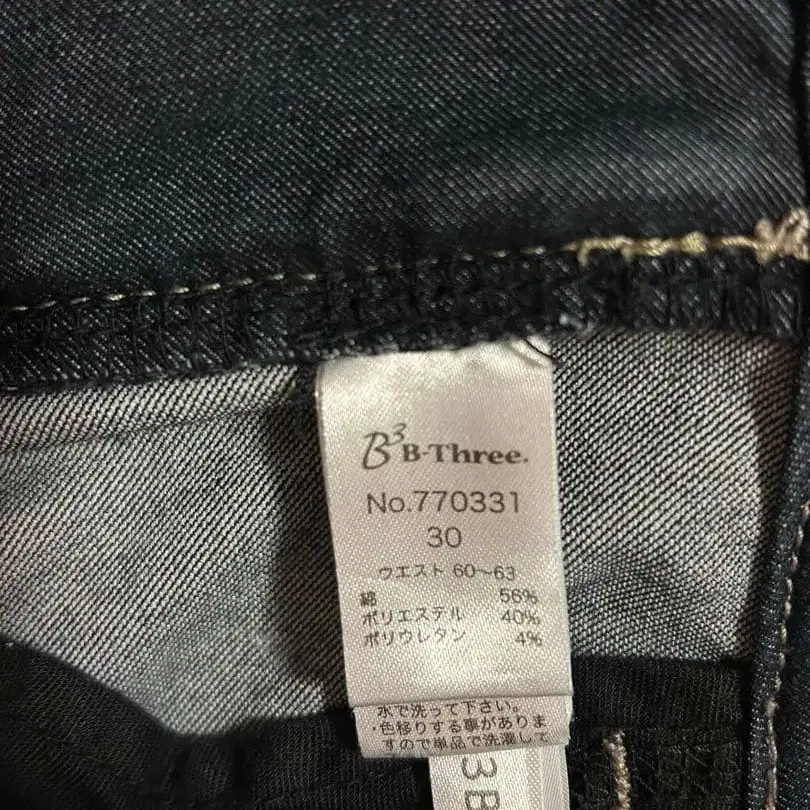 B³ B-Three.
No.770331
30
ウエスト 60〜63
綿 56%
ポリエステル 40%
ポリウレタン 4%
水で洗って下さい。
・色移りする事がありま
すので単品で洗濯して
3B